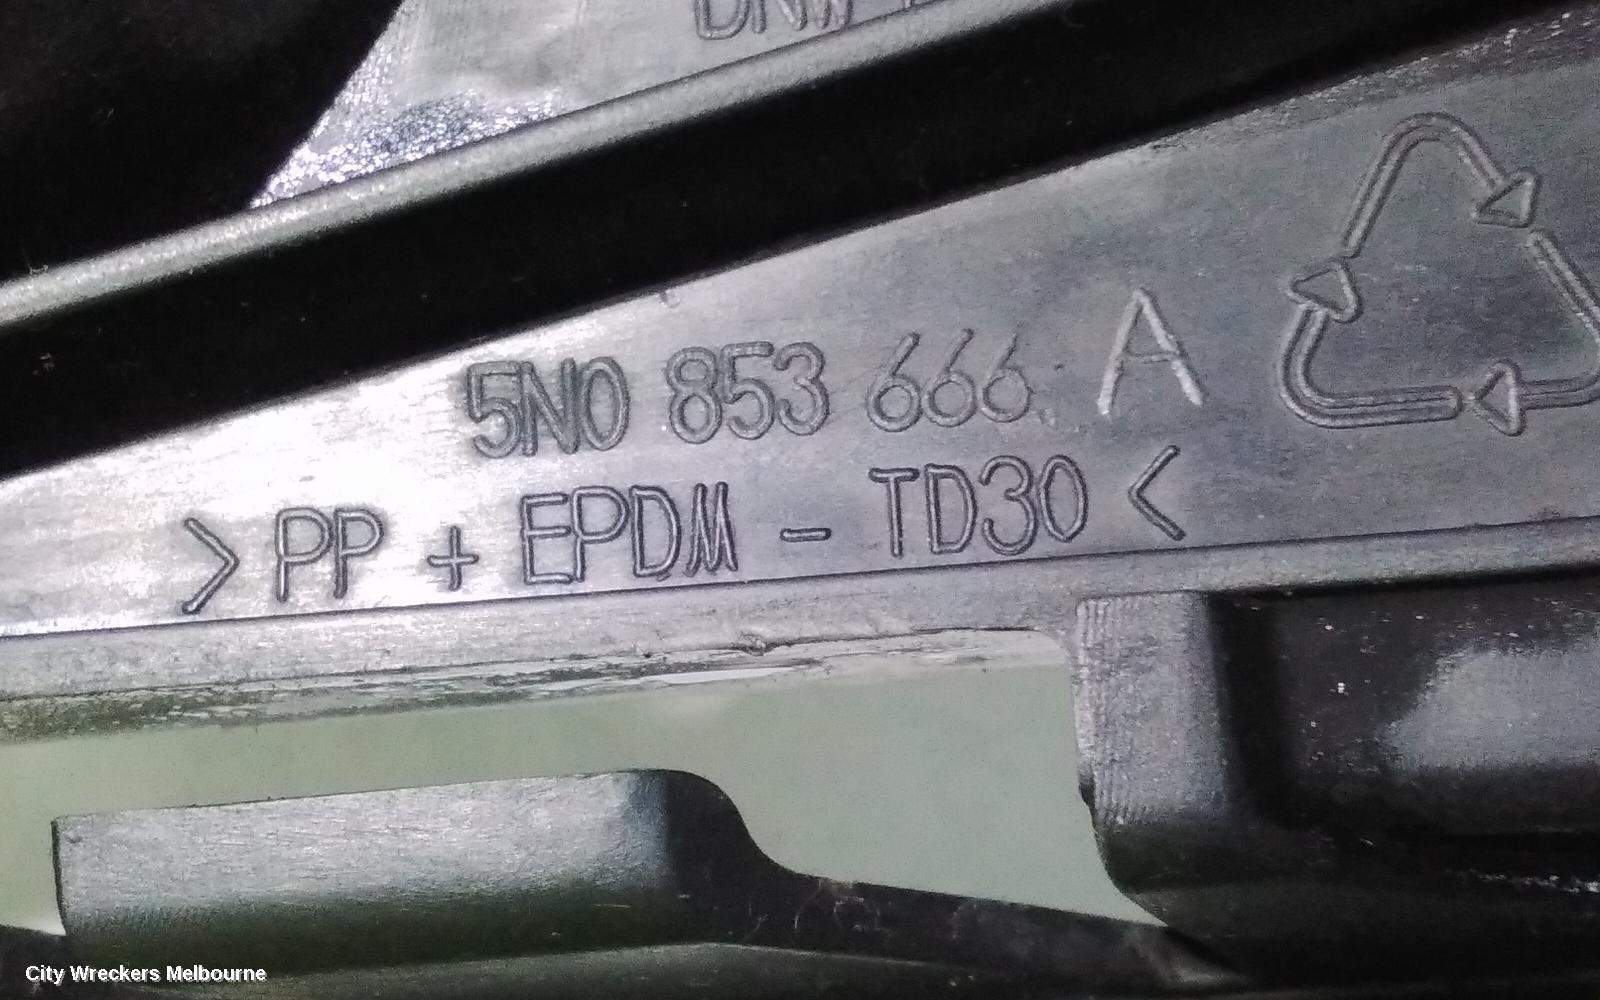 5N0 853 666 A
> PP + EPDM - TD30 <
City Wreckers Melbourne